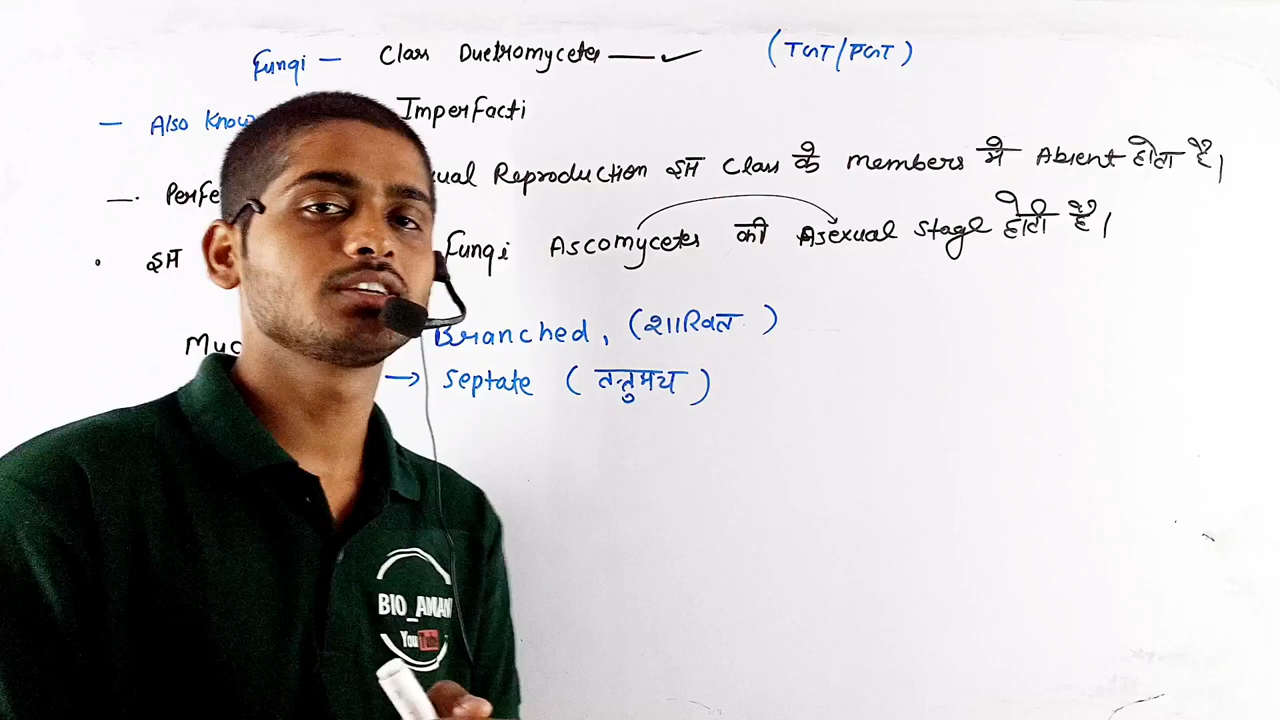 Fungi — Class Duetromycetes — (TGT/PGT)
— Also Know Imperfacti
— Perfe ual Reproduction इस Class के members मे Absent होता है।
• इस Fungi Ascomycetes की Asexual Stage होती है।
Muc Branched, (शाखित)
→ Septate (तन्तुमय)
BIO_AMAN
YouTube